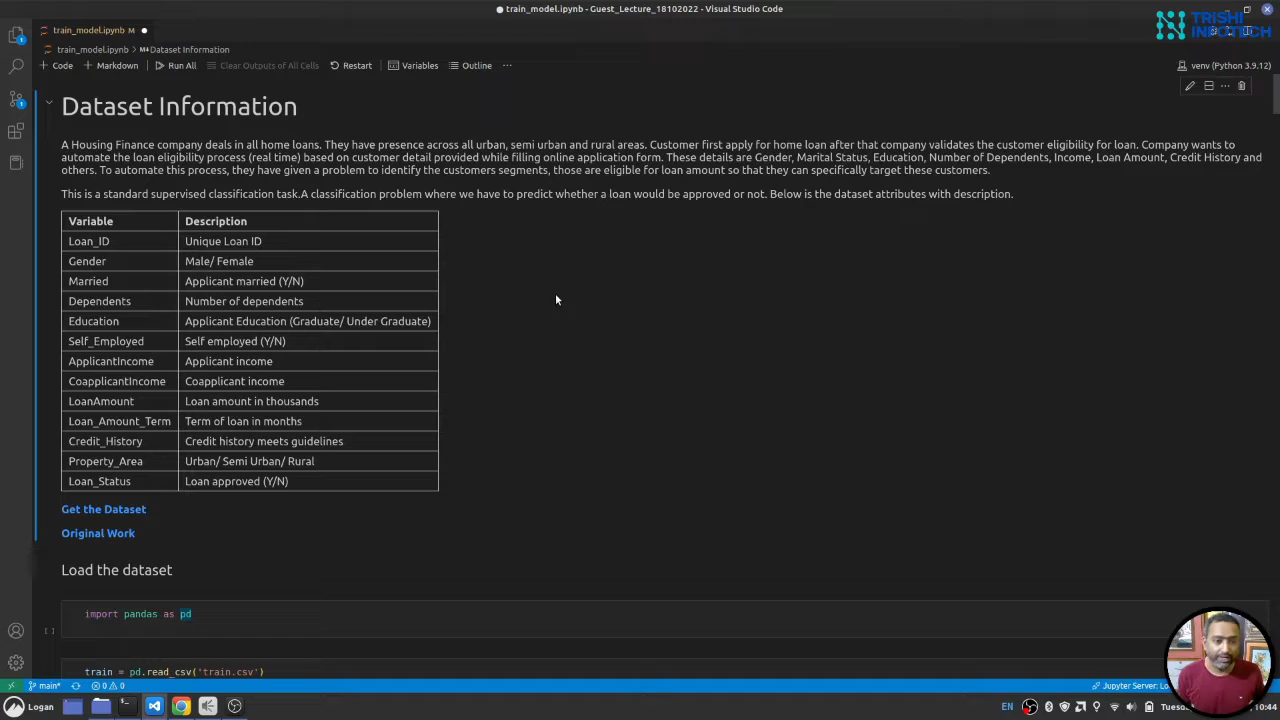 train_model.ipynb - Guest_Lecture_18102022 - Visual Studio Code
TRISHI
INFOTECH
train_model.ipynb M
train_model.ipynb > M↓Dataset Information
+ Code + Markdown Run All Clear Outputs of All Cells Restart Variables Outline ···
venv (Python 3.9.12)
Dataset Information
A Housing Finance company deals in all home loans. They have presence across all urban, semi urban and rural areas. Customer first apply for home loan after that company validates the customer eligibility for loan. Company wants to
automate the loan eligibility process (real time) based on customer detail provided while filling online application form. These details are Gender, Marital Status, Education, Number of Dependents, Income, Loan Amount, Credit History and
others. To automate this process, they have given a problem to identify the customers segments, those are eligible for loan amount so that they can specifically target these customers.
This is a standard supervised classification task.A classification problem where we have to predict whether a loan would be approved or not. Below is the dataset attributes with description.
Variable Description
Loan_ID Unique Loan ID
Gender Male/ Female
Married Applicant married (Y/N)
Dependents Number of dependents
Education Applicant Education (Graduate/ Under Graduate)
Self_Employed Self employed (Y/N)
ApplicantIncome Applicant income
CoapplicantIncome Coapplicant income
LoanAmount Loan amount in thousands
Loan_Amount_Term Term of loan in months
Credit_History Credit history meets guidelines
Property_Area Urban/ Semi Urban/ Rural
Loan_Status Loan approved (Y/N)
Get the Dataset
Original Work
Load the dataset
import pandas as pd
[ ]
train = pd.read_csv('train.csv')
main* 0 0
Jupyter Server:
Logan
EN
10:44